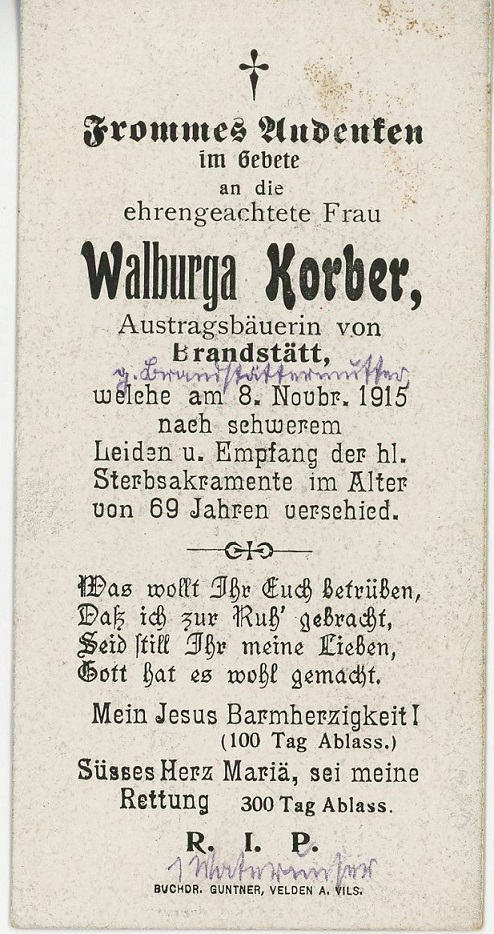 Frommes Andenken
im Gebete
an die
ehrengeachtete Frau
Walburga Korber,
Austragsbäuerin von
Brandstätt,
g. Brandstättermutter
welche am 8. Novbr. 1915
nach schwerem
Leiden u. Empfang der hl.
Sterbsakramente im Alter
von 69 Jahren verschied.
Was wollt Ihr Euch betrüben,
Daß ich zur Ruh' gebracht,
Seid still Ihr meine Lieben,
Gott hat es wohl gemacht.
Mein Jesus Barmherzigkeit!
(100 Tag Ablass.)
Süsses Herz Mariä, sei meine
Rettung 300 Tag Ablass.
R. I. P.
1 Vaterunser
BUCHDR. GUNTNER, VELDEN A. VILS.